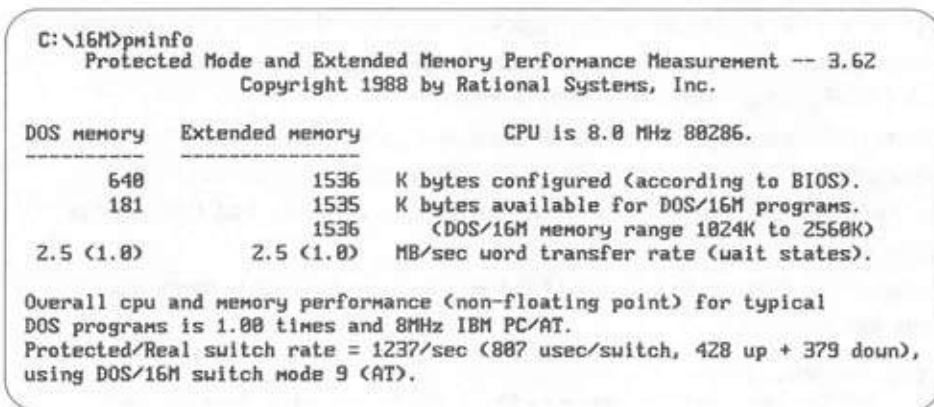 C:\16M>pminfo
Protected Mode and Extended Memory Performance Measurement -- 3.62
Copyright 1988 by Rational Systems, Inc.
DOS memory Extended memory CPU is 8.0 MHz 80286.
---------- ---------------
640 1536 K bytes configured (according to BIOS).
181 1535 K bytes available for DOS/16M programs.
1536 (DOS/16M memory range 1024K to 2560K)
2.5 (1.0) 2.5 (1.0) MB/sec word transfer rate (wait states).
Overall cpu and memory performance (non-floating point) for typical
DOS programs is 1.00 times and 8MHz IBM PC/AT.
Protected/Real switch rate = 1237/sec (807 usec/switch, 428 up + 379 down),
using DOS/16M switch mode 9 (AT).